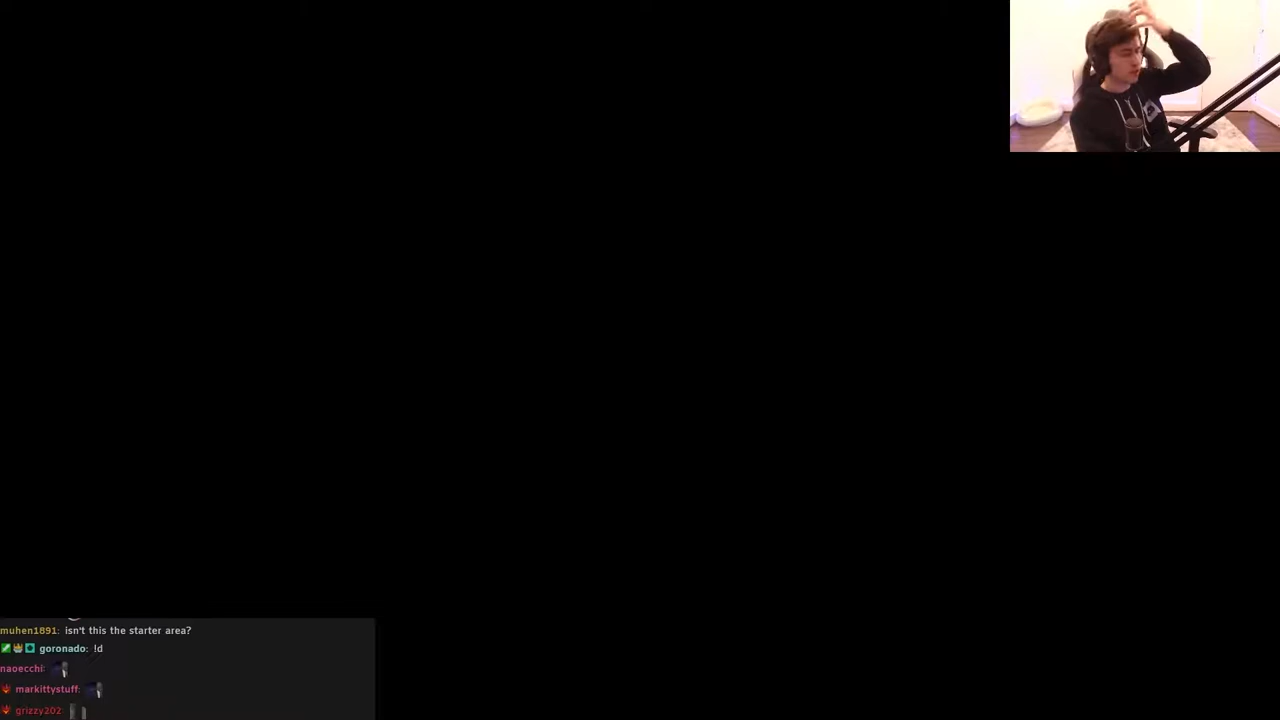 muhen1891: isn't this the starter area?
goronado: !d
naoecchi:
markittystuff:
grizzy202: